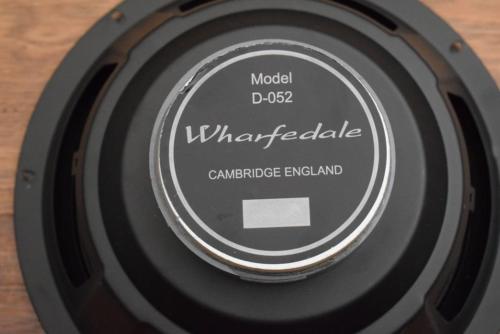 Model
D-052
Wharfedale
CAMBRIDGE ENGLAND